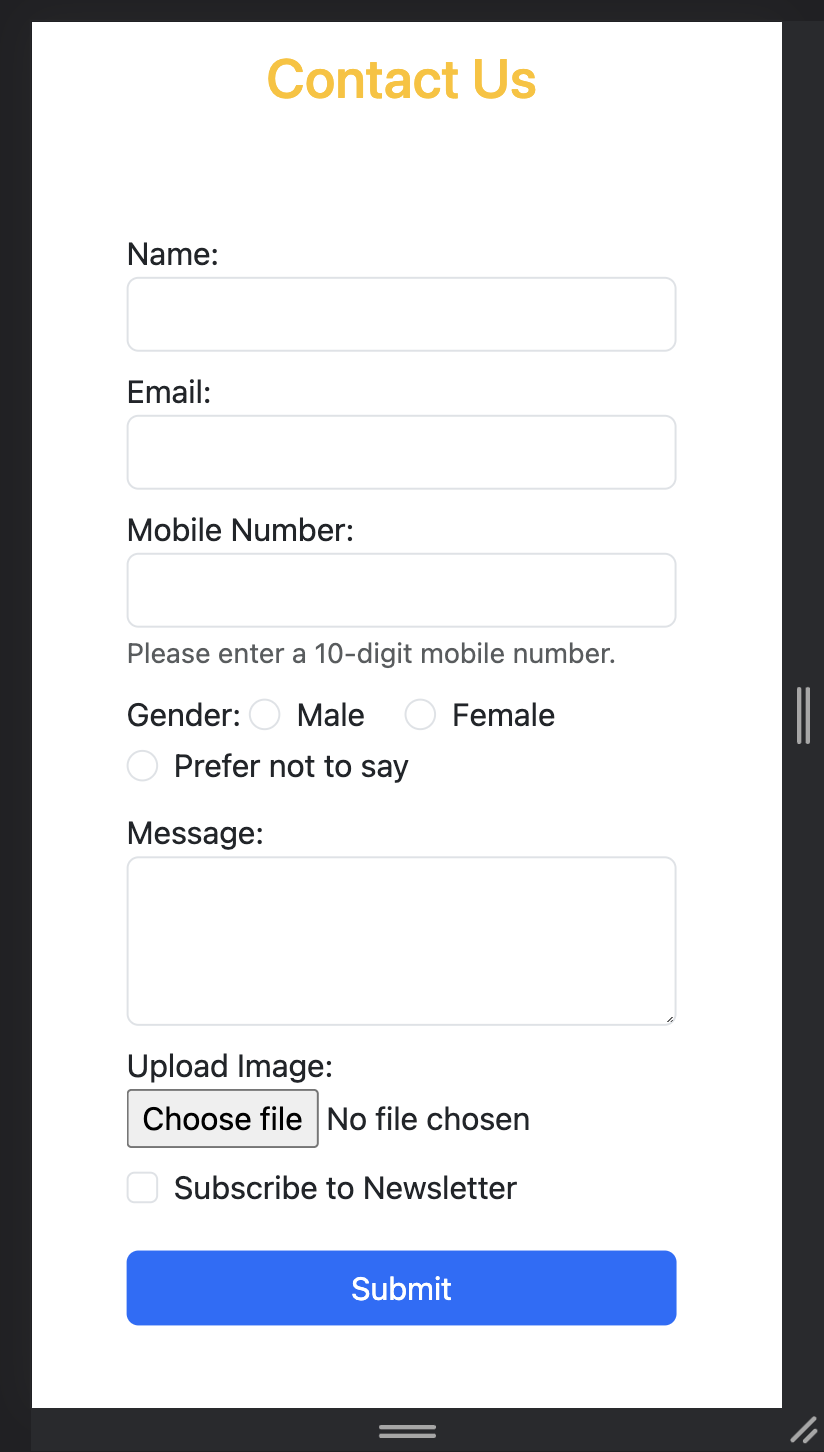 Contact Us
Name:
Email:
Mobile Number:
Please enter a 10-digit mobile number.
Gender: Male Female
Prefer not to say
Message:
Upload Image:
Choose file No file chosen
Subscribe to Newsletter
Submit